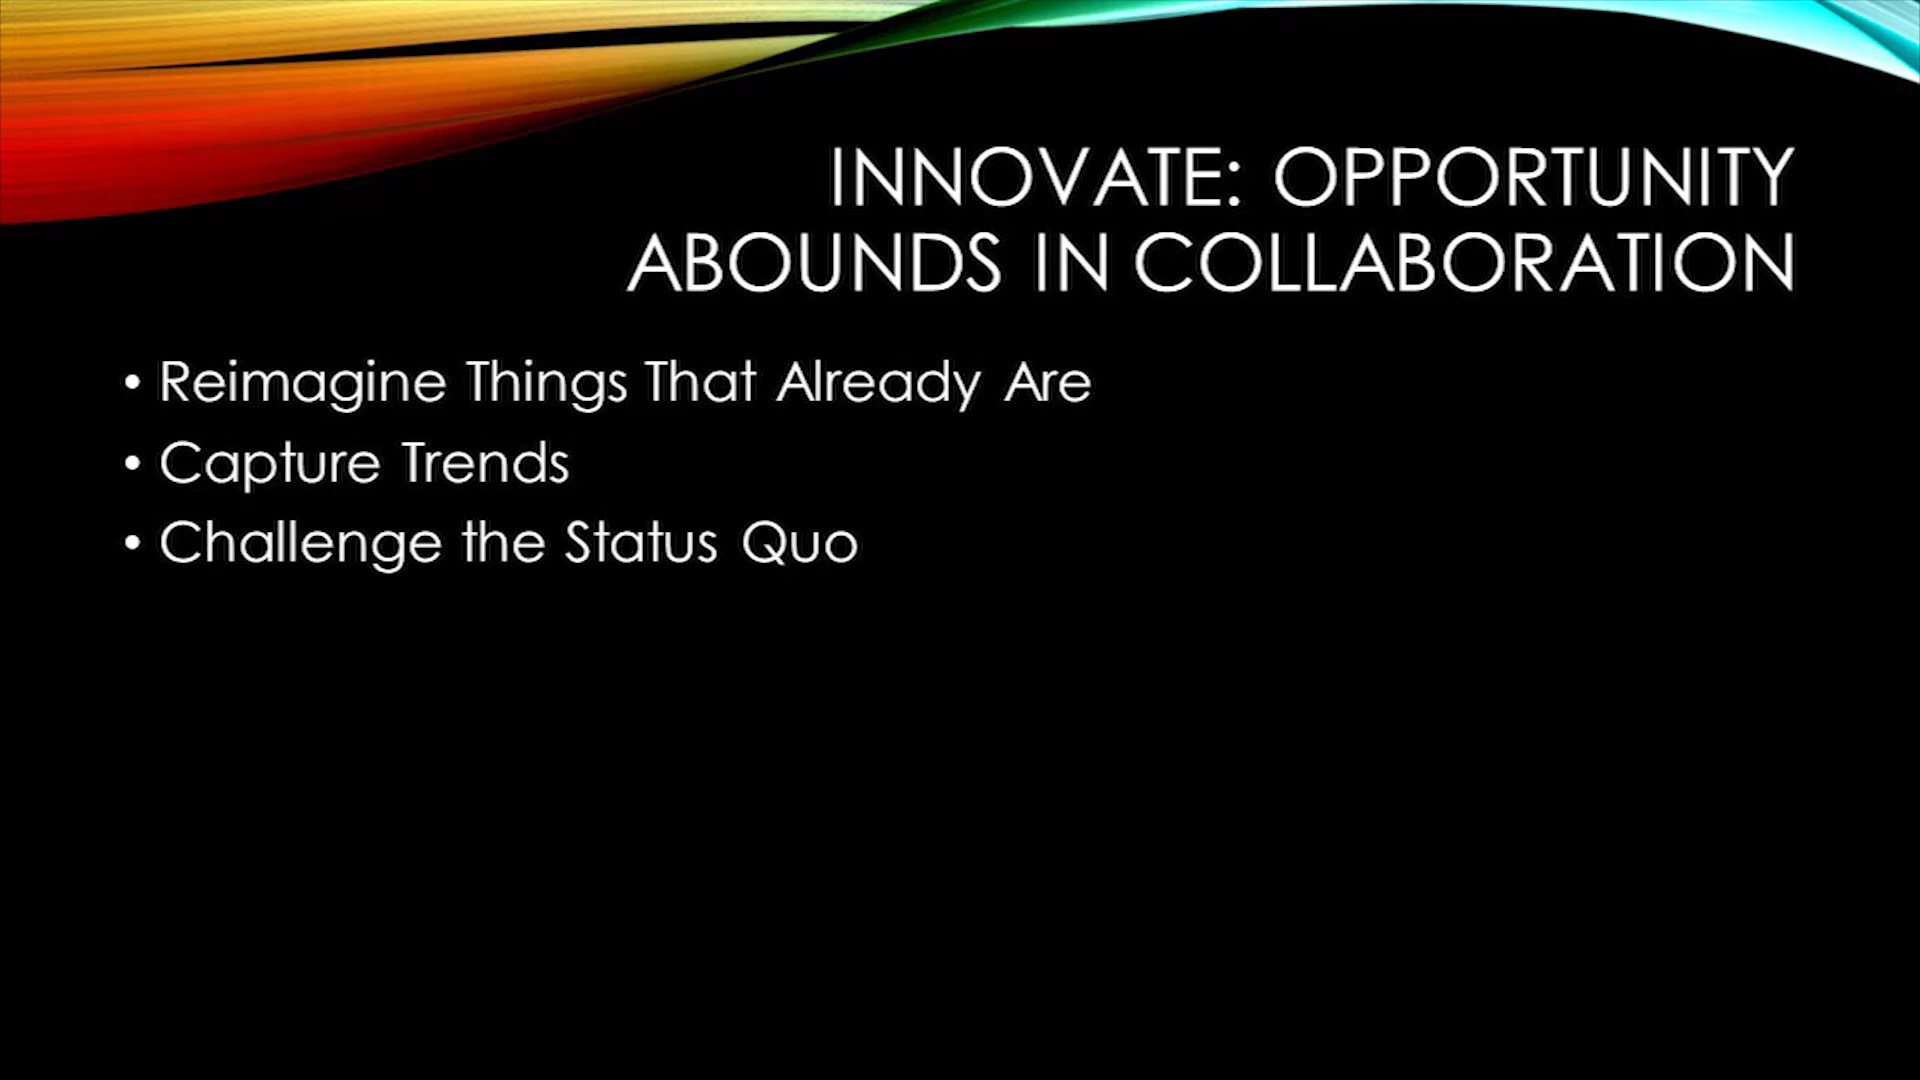 INNOVATE: OPPORTUNITY
ABOUNDS IN COLLABORATION
• Reimagine Things That Already Are
• Capture Trends
• Challenge the Status Quo